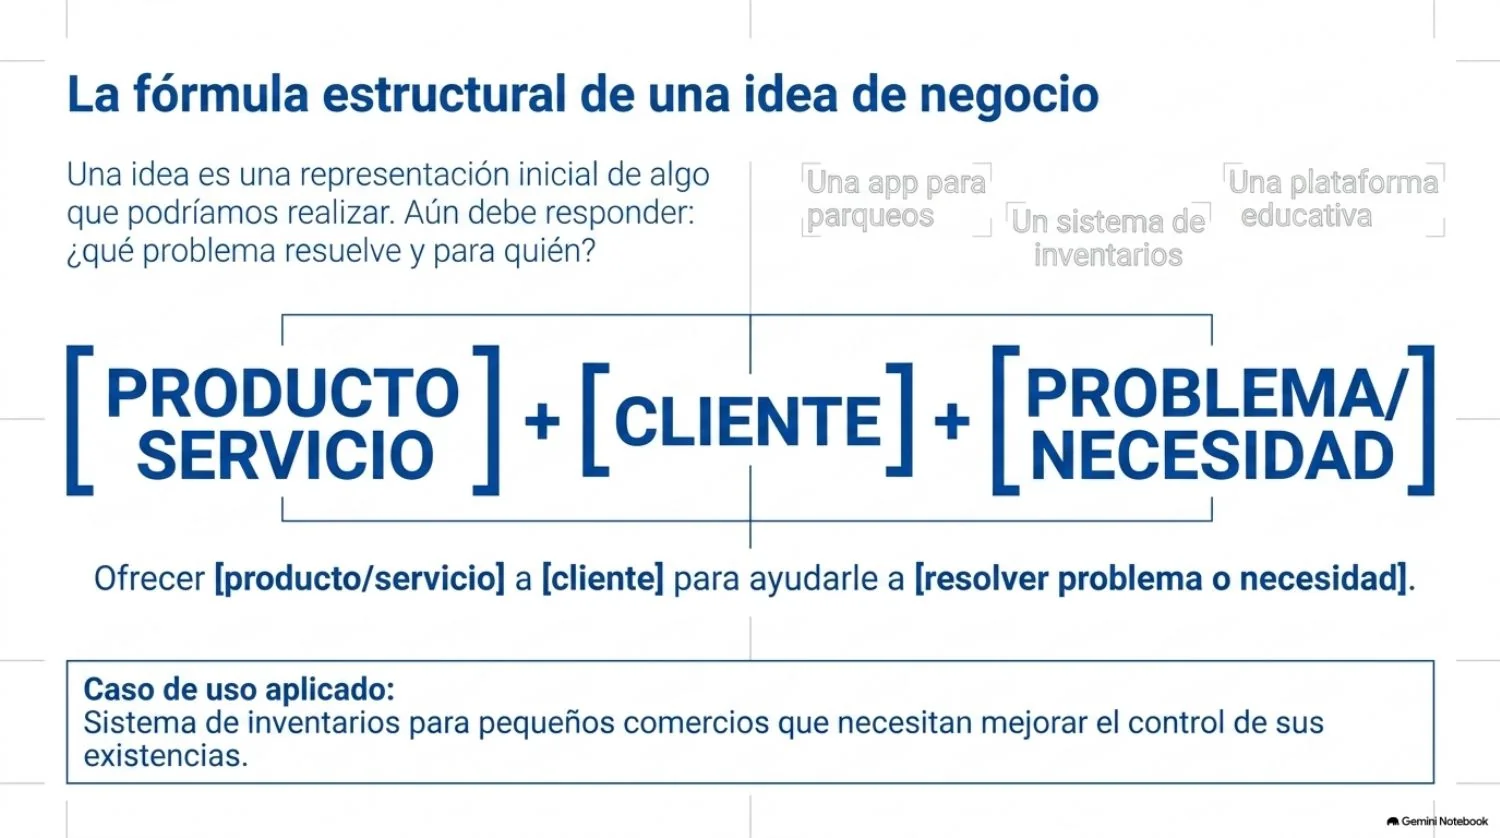 La fórmula estructural de una idea de negocio
Una idea es una representación inicial de algo
que podríamos realizar. Aún debe responder:
¿qué problema resuelve y para quién?
Una app para
parqueos
Un sistema de
inventarios
Una plataforma
educativa
[PRODUCTO
SERVICIO]
+
[CLIENTE]
+
[PROBLEMA/
NECESIDAD]
Ofrecer [producto/servicio] a [cliente] para ayudarle a [resolver problema o necesidad].
Caso de uso aplicado:
Sistema de inventarios para pequeños comercios que necesitan mejorar el control de sus
existencias.
Gemini Notebook